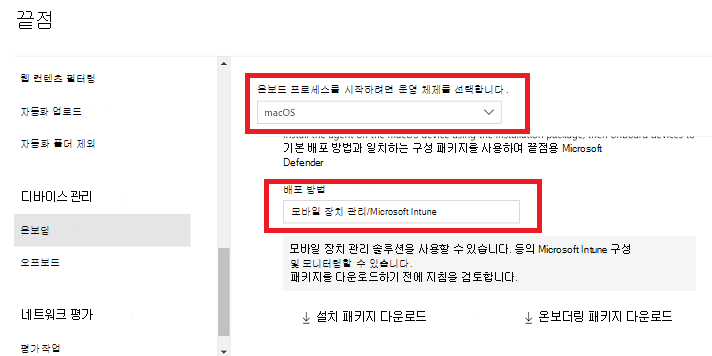 끝점
웹 컨텐츠 필터링
자동화 업로드
자동화 폴더 제외
디바이스 관리
온보딩
오프보드
네트워크 평가
평가 작업
온보드 프로세스를 시작하려면 운영 체제를 선택합니다.
macOS
Install the agent on the macOS device using the installation package, then onboard devices to
기본 배포 방법과 일치하는 구성 패키지를 사용하여 끝점용 Microsoft
Defender
배포 방법
모바일 장치 관리/Microsoft Intune
모바일 장치 관리 솔루션을 사용할 수 있습니다. 등의 Microsoft Intune 구성
및 모니터링할 수 있습니다.
패키지를 다운로드하기 전에 지침을 검토합니다.
설치 패키지 다운로드
온보더링 패키지 다운로드